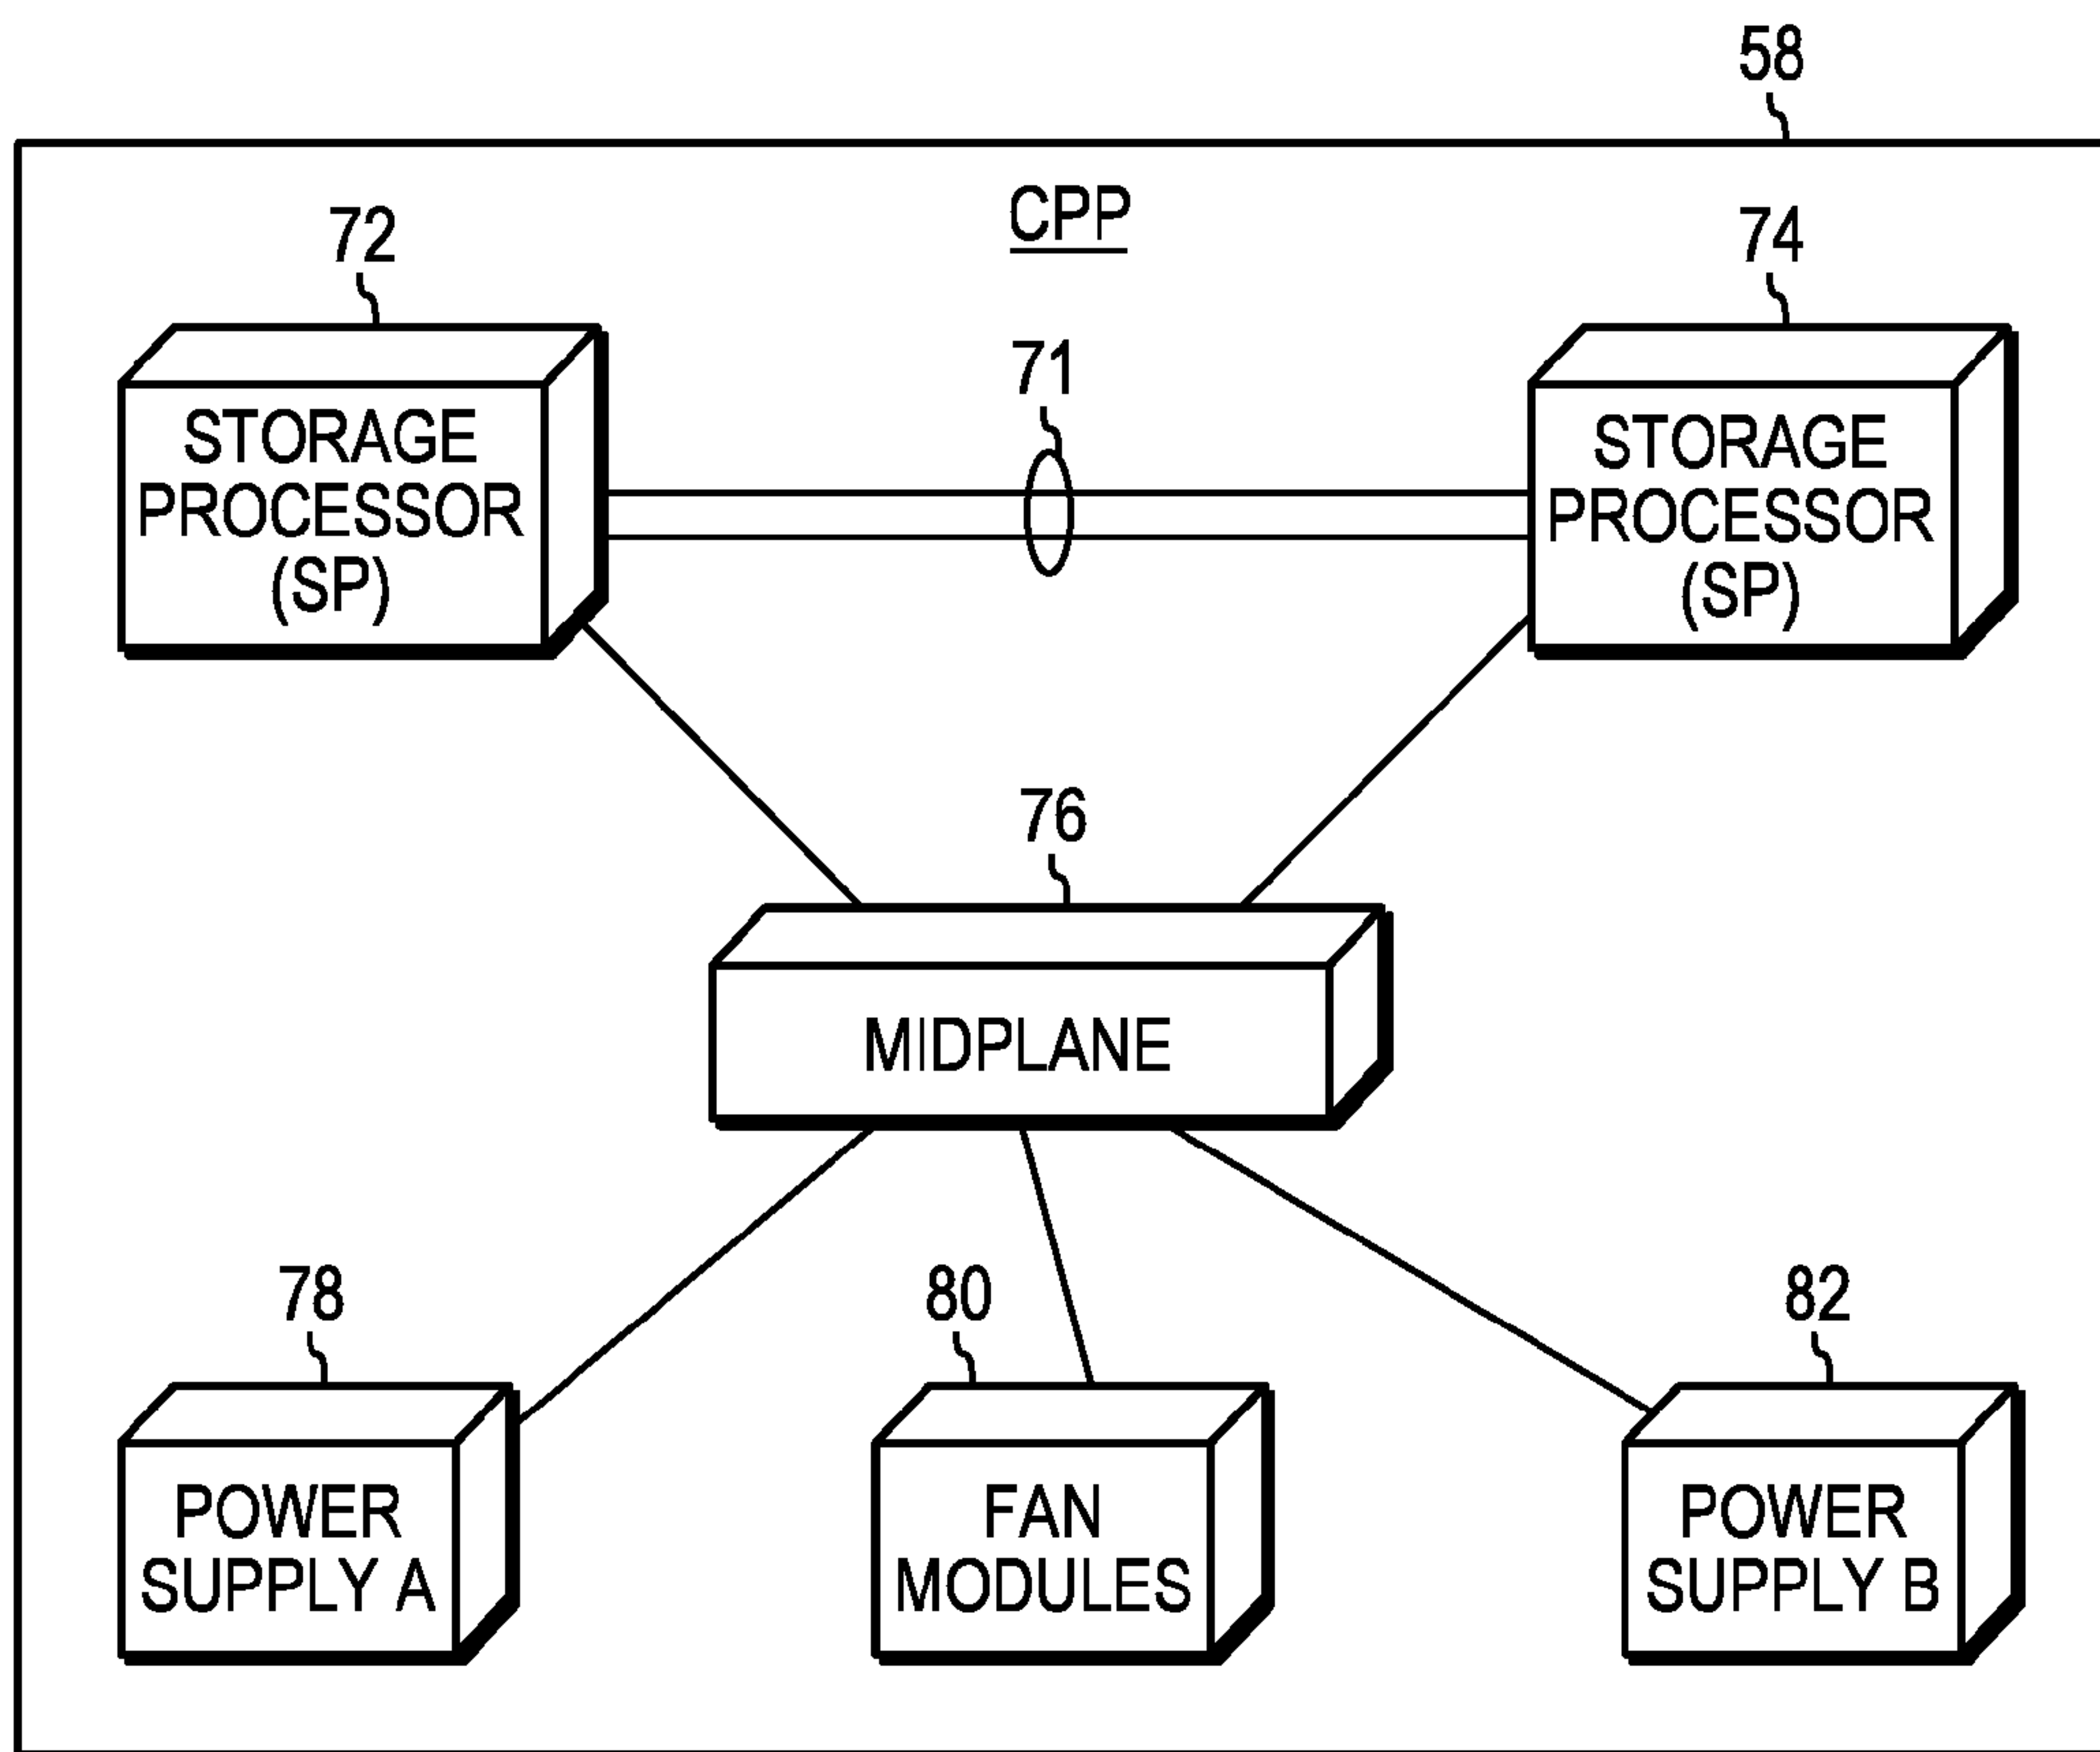 58
CPP
72
74
71
STORAGE
PROCESSOR
(SP)
STORAGE
PROCESSOR
(SP)
76
MIDPLANE
78
80
82
POWER
SUPPLY A
FAN
MODULES
POWER
SUPPLY B